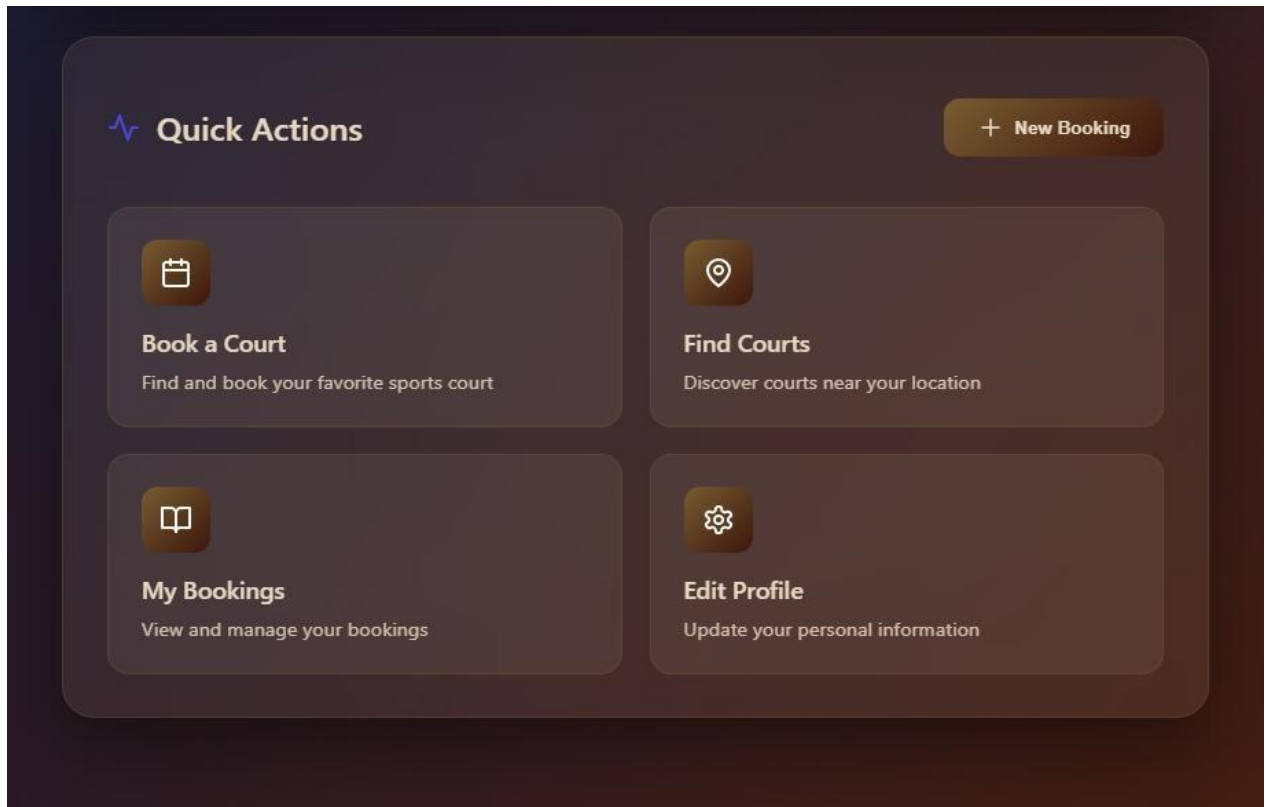 Quick Actions
New Booking
Book a Court
Find and book your favorite sports court
Find Courts
Discover courts near your location
My Bookings
View and manage your bookings
Edit Profile
Update your personal information